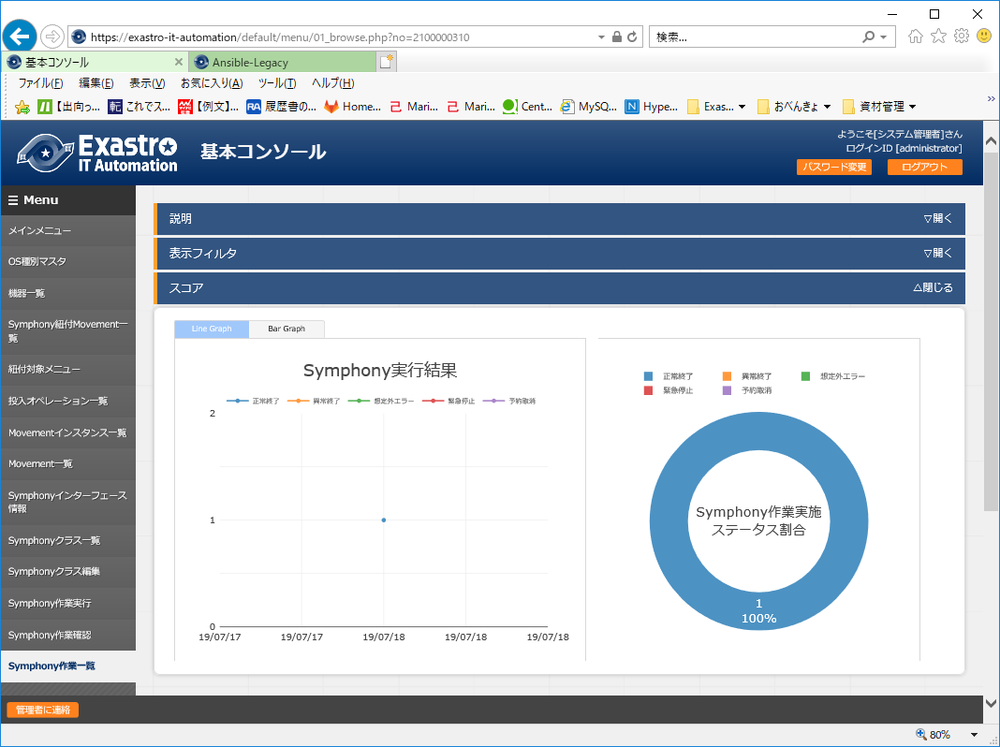 https://exastro-it-automation/default/menu/01_browse.php?no=2100000310
検索...
基本コンソール
Ansible-Legacy
ファイル(F) 編集(E) 表示(V) お気に入り(A) ツール(T) ヘルプ(H)
【出向っ... 転 これでス... 【例文】... RA 履歴書の... Home... Mari... Mari... Cent... MySQ... N Hype... Exas... おべんきょ 資材管理
Exastro
IT Automation
基本コンソール
ようこそ[システム管理者]さん
ログインID [administrator]
パスワード変更 ログアウト
Menu
メインメニュー
OS種別マスタ
機器一覧
Symphony紐付Movement一
覧
紐付対象メニュー
投入オペレーション一覧
Movementインスタンス一覧
Movement一覧
Symphonyインターフェース
情報
Symphonyクラス一覧
Symphonyクラス編集
Symphony作業実行
Symphony作業確認
Symphony作業一覧
説明 ▽開く
表示フィルタ ▽開く
スコア △閉じる
Line Graph Bar Graph
Symphony実行結果
正常終了 異常終了 想定外エラー 緊急停止 予約取消
2
1
0
19/07/17 19/07/17 19/07/18 19/07/18 19/07/18
正常終了 異常終了 想定外エラー
緊急停止 予約取消
Symphony作業実施
ステータス割合
1
100%
管理者に連絡
80%